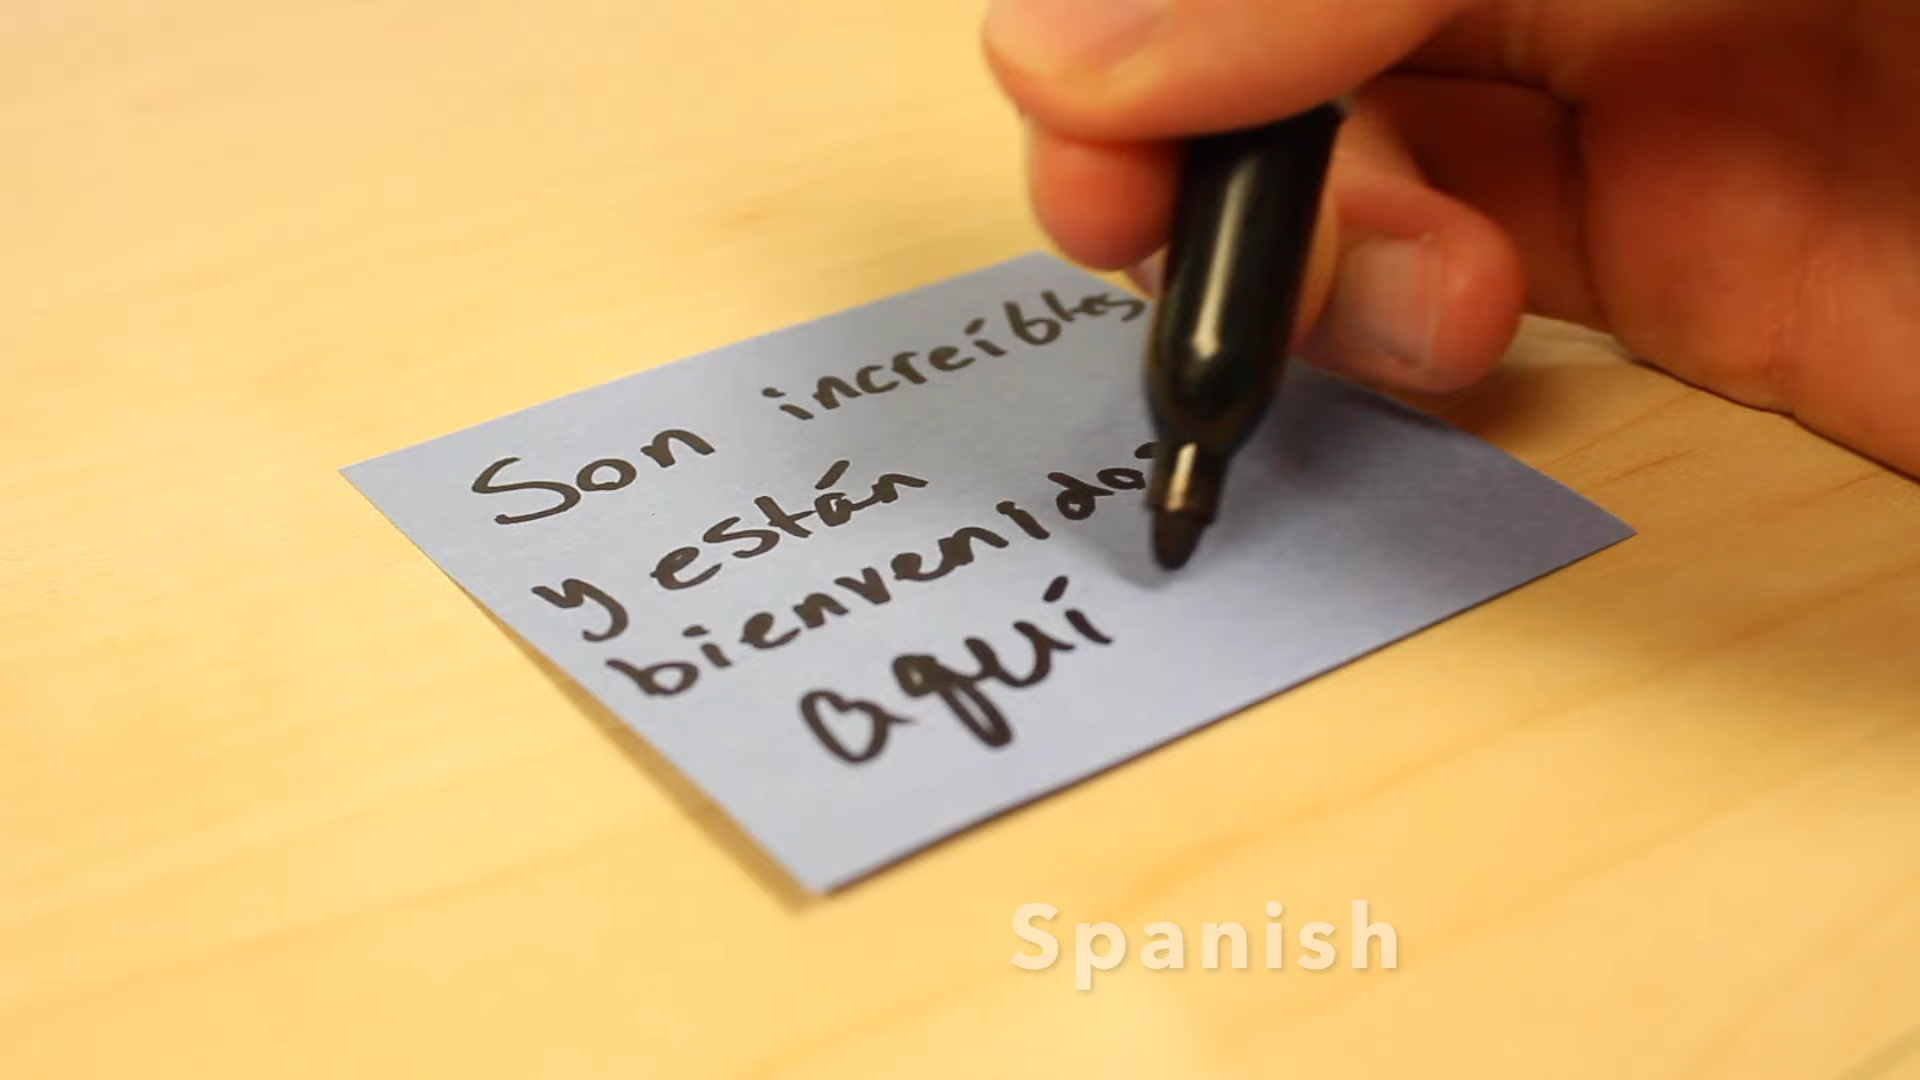 Son increíbles
y están
bienvenidos
aquí
Spanish